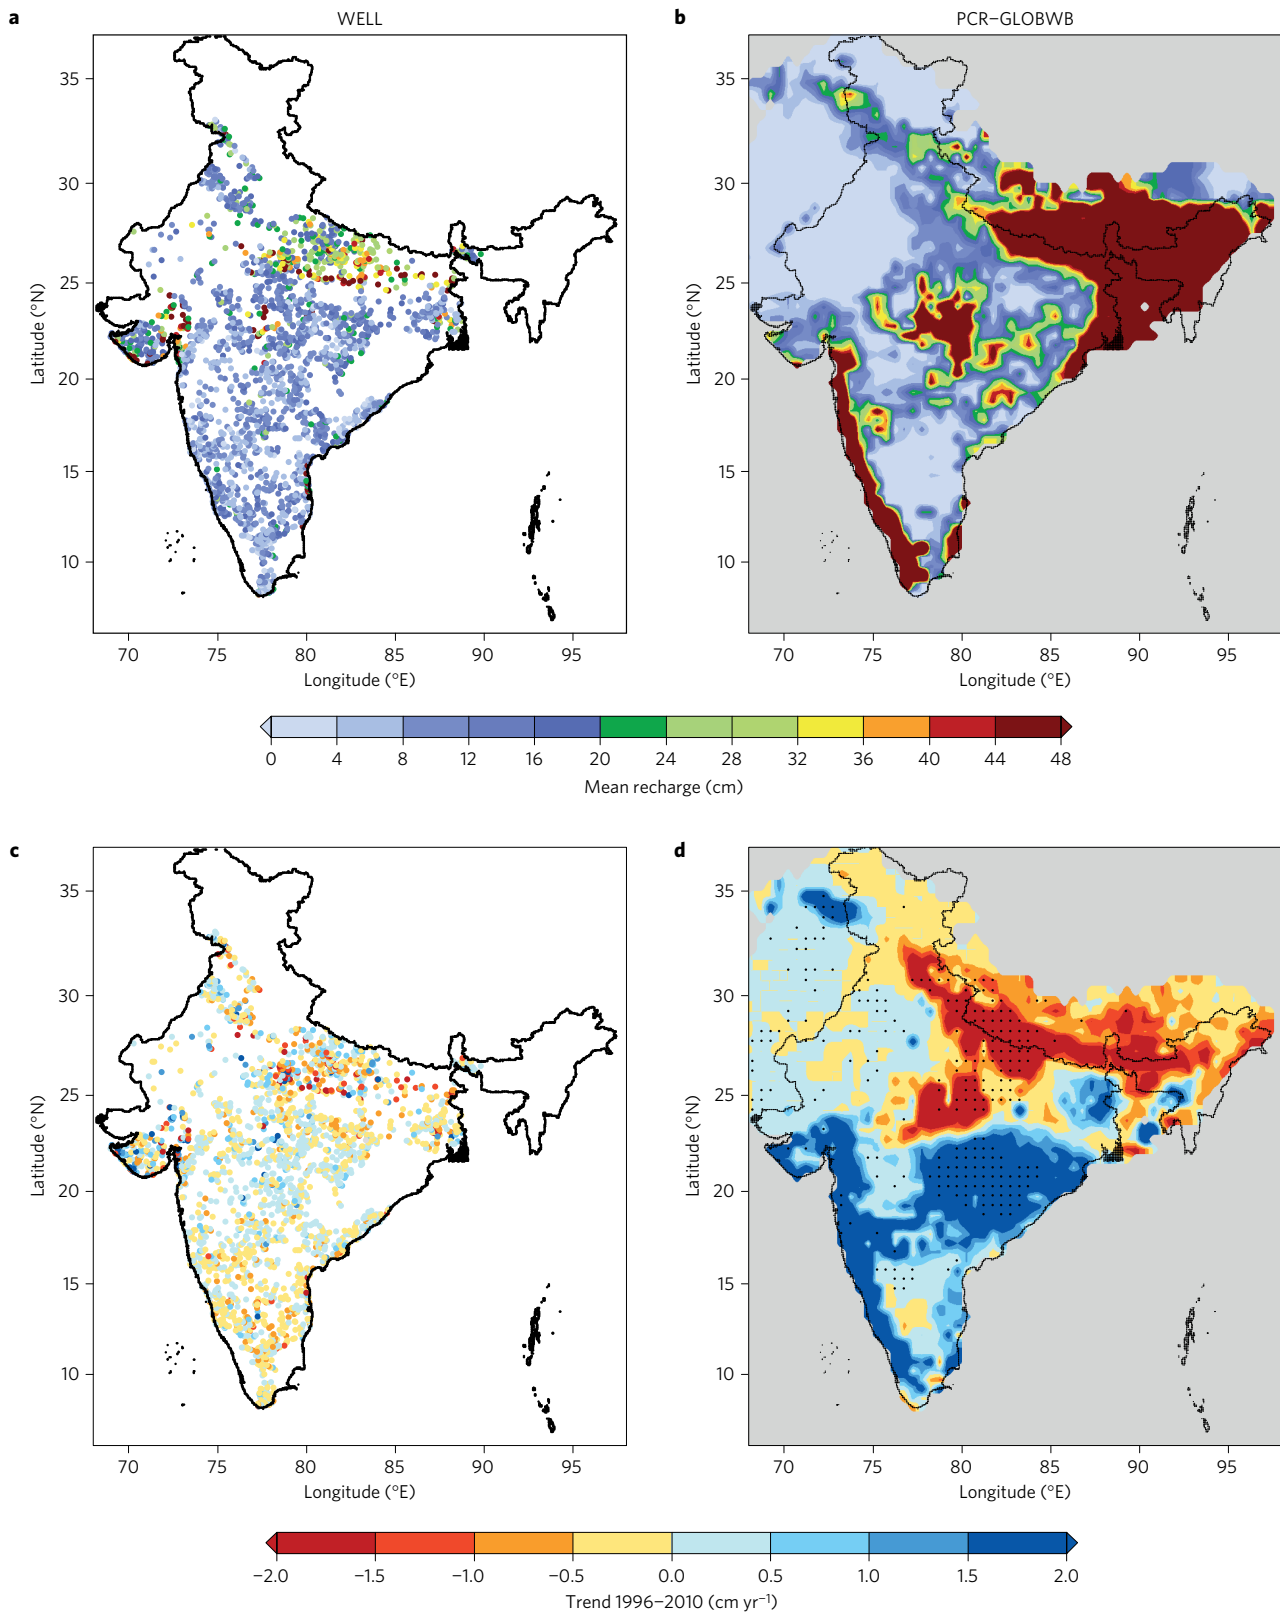 a
WELL
b
PCR–GLOBWB
35
30
25
20
15
10
Latitude (°N)
70 75 80 85 90 95
Longitude (°E)
35
30
25
20
15
10
Latitude (°N)
70 75 80 85 90 95
Longitude (°E)
0 4 8 12 16 20 24 28 32 36 40 44 48
Mean recharge (cm)
c
d
35
30
25
20
15
10
Latitude (°N)
70 75 80 85 90 95
Longitude (°E)
35
30
25
20
15
10
Latitude (°N)
70 75 80 85 90 95
Longitude (°E)
−2.0 −1.5 −1.0 −0.5 0.0 0.5 1.0 1.5 2.0
Trend 1996–2010 (cm yr⁻¹)